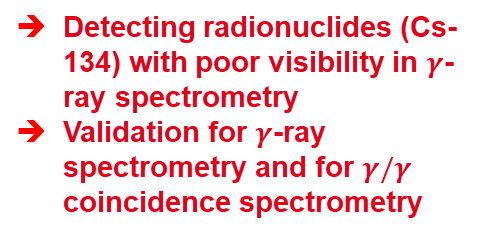 ➔ Detecting radionuclides (Cs-
134) with poor visibility in γ-
ray spectrometry
➔ Validation for γ-ray
spectrometry and for γ/γ
coincidence spectrometry